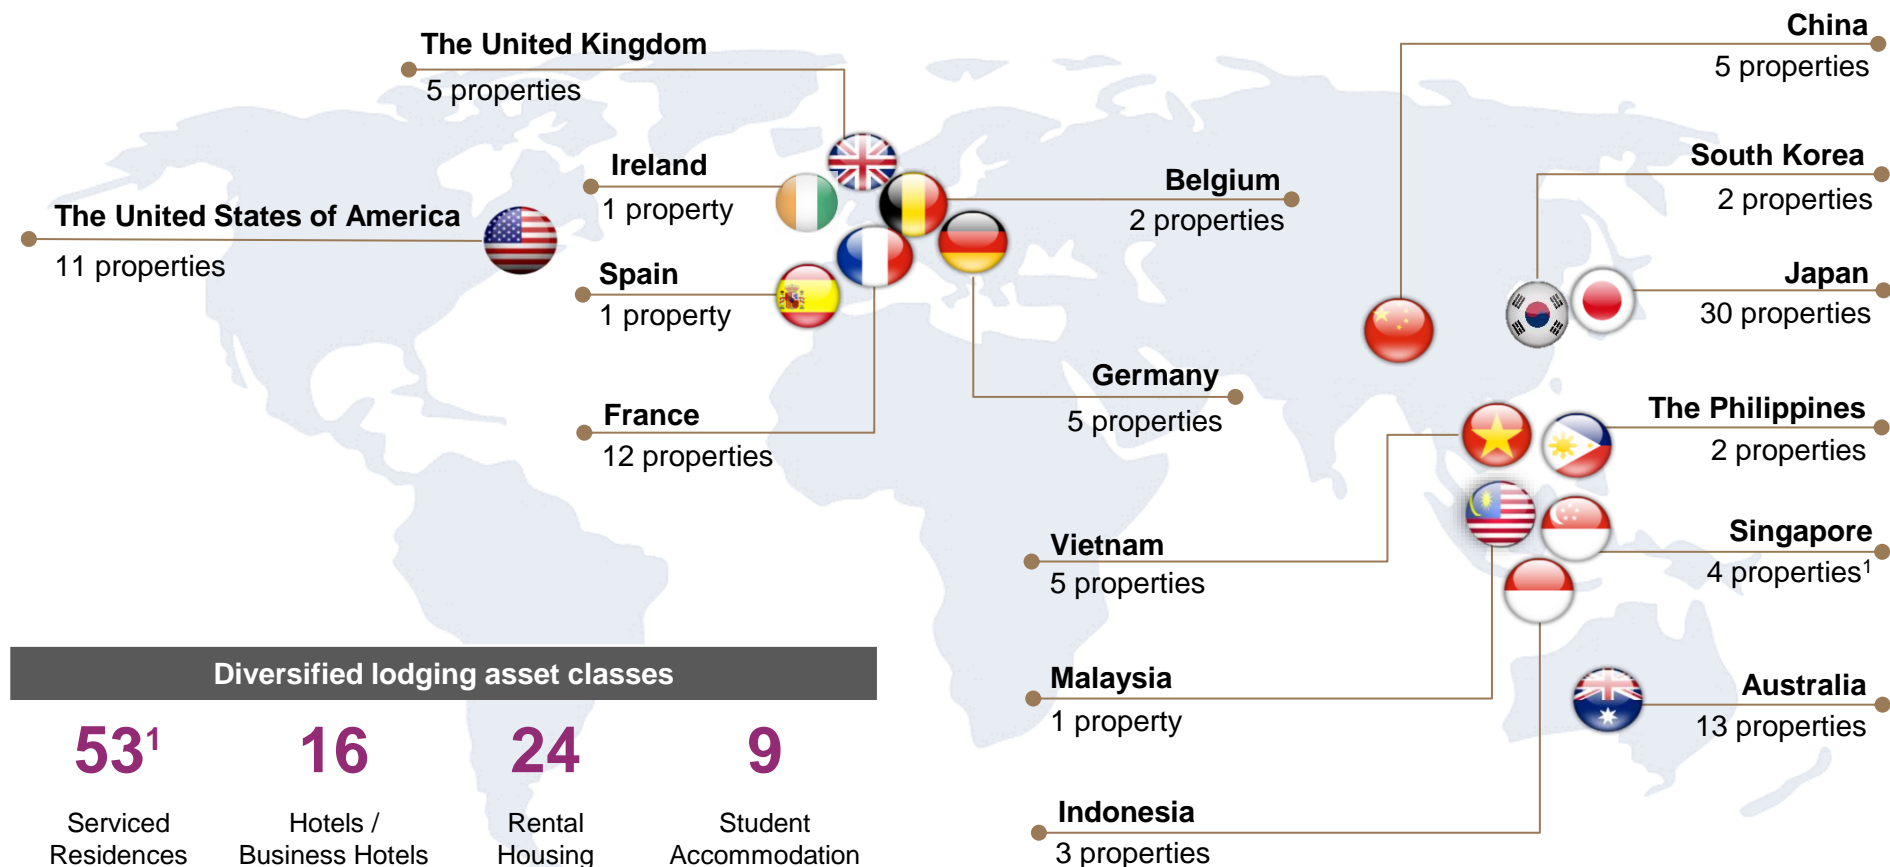 The United Kingdom
5 properties
Ireland
1 property
The United States of America
11 properties
Spain
1 property
France
12 properties
Belgium
2 properties
Germany
5 properties
China
5 properties
South Korea
2 properties
Japan
30 properties
The Philippines
2 properties
Vietnam
5 properties
Singapore
4 properties¹
Malaysia
1 property
Australia
13 properties
Indonesia
3 properties
Diversified lodging asset classes
53¹
Serviced
Residences
16
Hotels /
Business Hotels
24
Rental
Housing
9
Student
Accommodation